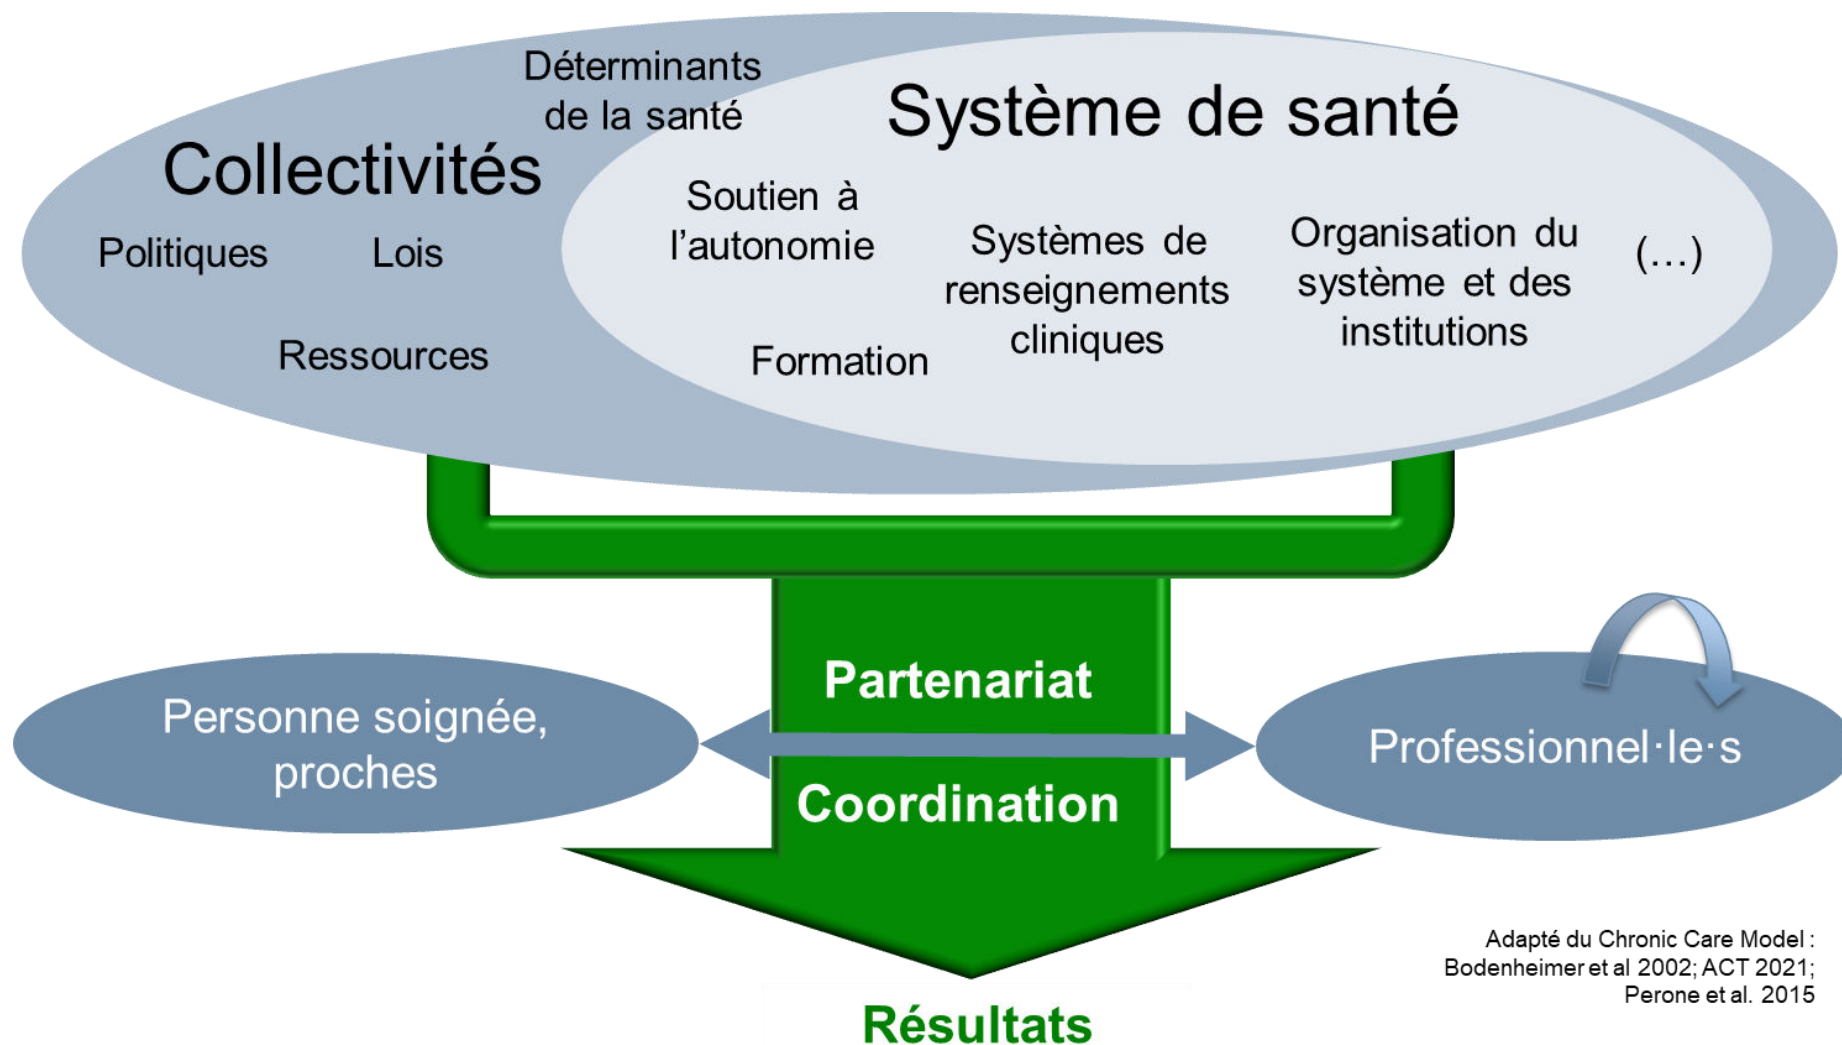 Déterminants
de la santé
Système de santé
Collectivités
Politiques
Lois
Ressources
Soutien à
l’autonomie
Formation
Systèmes de
renseignements
cliniques
Organisation du
système et des
institutions
(…)
Partenariat
Personne soignée,
proches
Professionnel·le·s
Coordination
Résultats
Adapté du Chronic Care Model :
Bodenheimer et al 2002; ACT 2021;
Perone et al. 2015